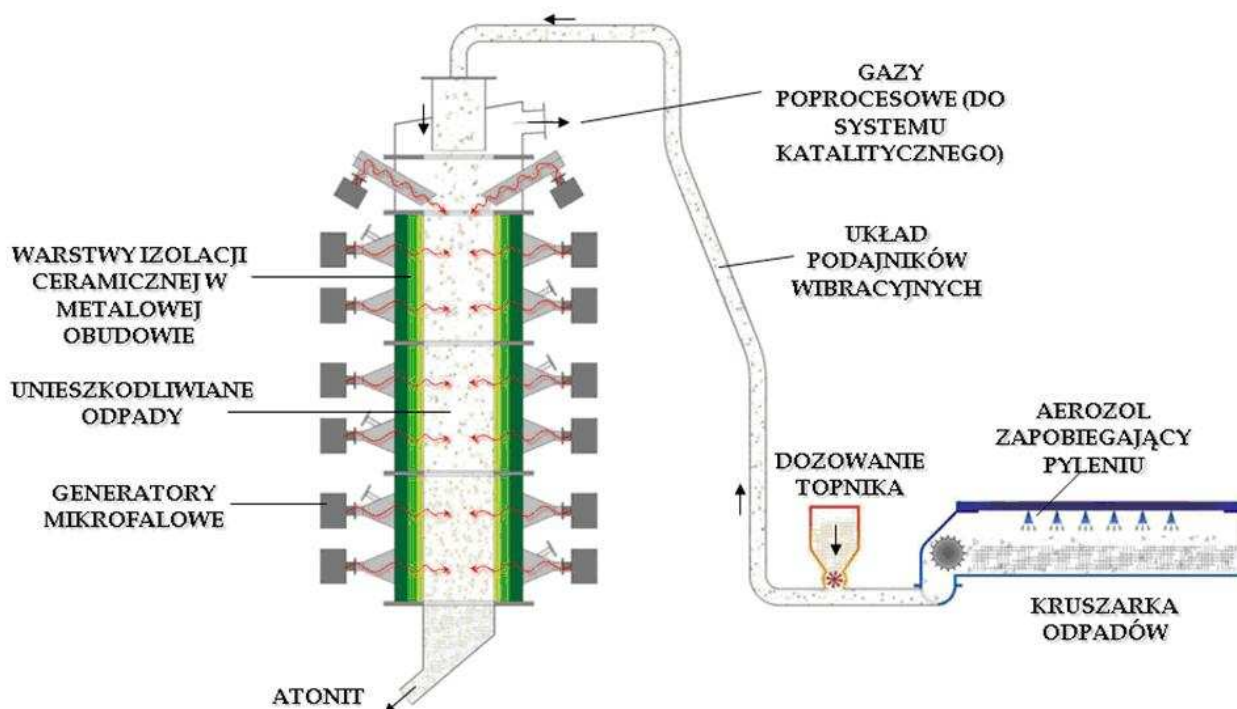 GAZY
POPROCESOWE (DO
SYSTEMU
KATALITYCZNEGO)
WARSTWY IZOLACJI
CERAMICZNEJ W
METALOWEJ
OBUDOWIE
UKŁAD
PODAJNIKÓW
WIBRACYJNYCH
UNIESZKODLIWIANE
ODPADY
AEROZOL
ZAPOBIEGAJĄCY
PYLENIU
DOZOWANIE
TOPNIKA
GENERATORY
MIKROFALOWE
KRUSZARKA
ODPADÓW
ATONIT